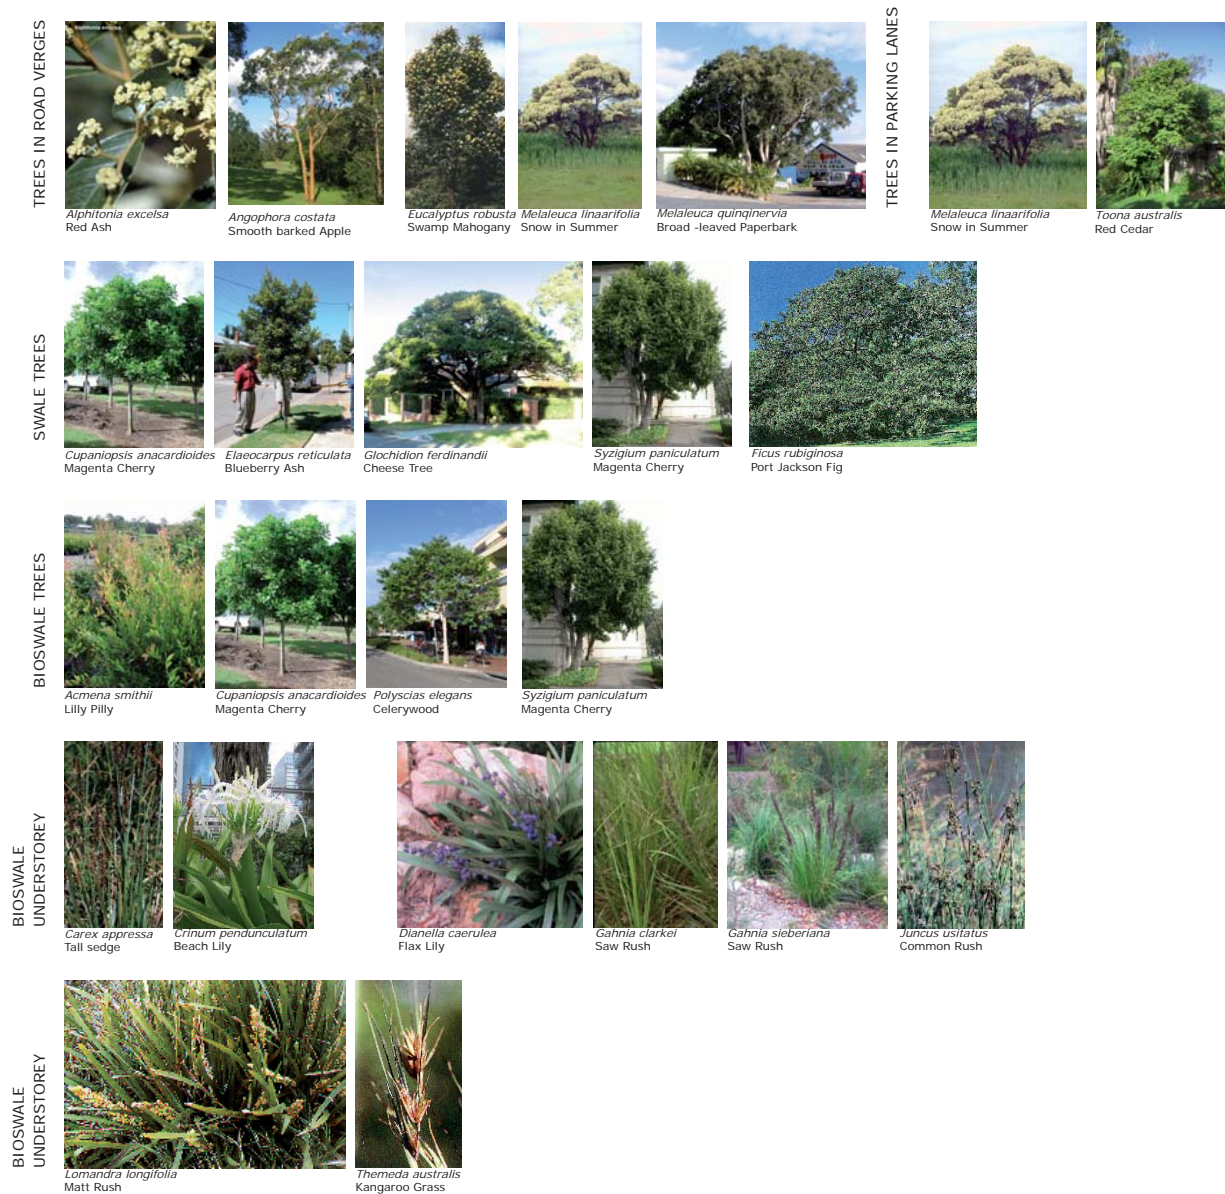 TREES IN ROAD VERGES
Alphitonia excelsa
Alphitonia excelsa
Red Ash
Angophora costata
Smooth barked Apple
Eucalyptus robusta
Swamp Mahogany
Melaleuca linaarifolia
Snow in Summer
Melaleuca quinqinervia
Broad -leaved Paperbark
TREES IN PARKING LANES
Melaleuca linaarifolia
Snow in Summer
Toona australis
Red Cedar
SWALE TREES
Cupaniopsis anacardioides
Magenta Cherry
Elaeocarpus reticulata
Blueberry Ash
Glochidion ferdinandii
Cheese Tree
Syzigium paniculatum
Magenta Cherry
Ficus rubiginosa
Port Jackson Fig
BIOSWALE TREES
Acmena smithii
Lilly Pilly
Cupaniopsis anacardioides
Magenta Cherry
Polyscias elegans
Celerywood
Syzigium paniculatum
Magenta Cherry
BIOSWALE
UNDERSTOREY
Carex appressa
Tall sedge
Crinum pendunculatum
Beach Lily
Dianella caerulea
Flax Lily
Gahnia clarkei
Saw Rush
Gahnia sieberiana
Saw Rush
Juncus usitatus
Common Rush
BIOSWALE
UNDERSTOREY
Lomandra longifolia
Matt Rush
Themeda australis
Kangaroo Grass